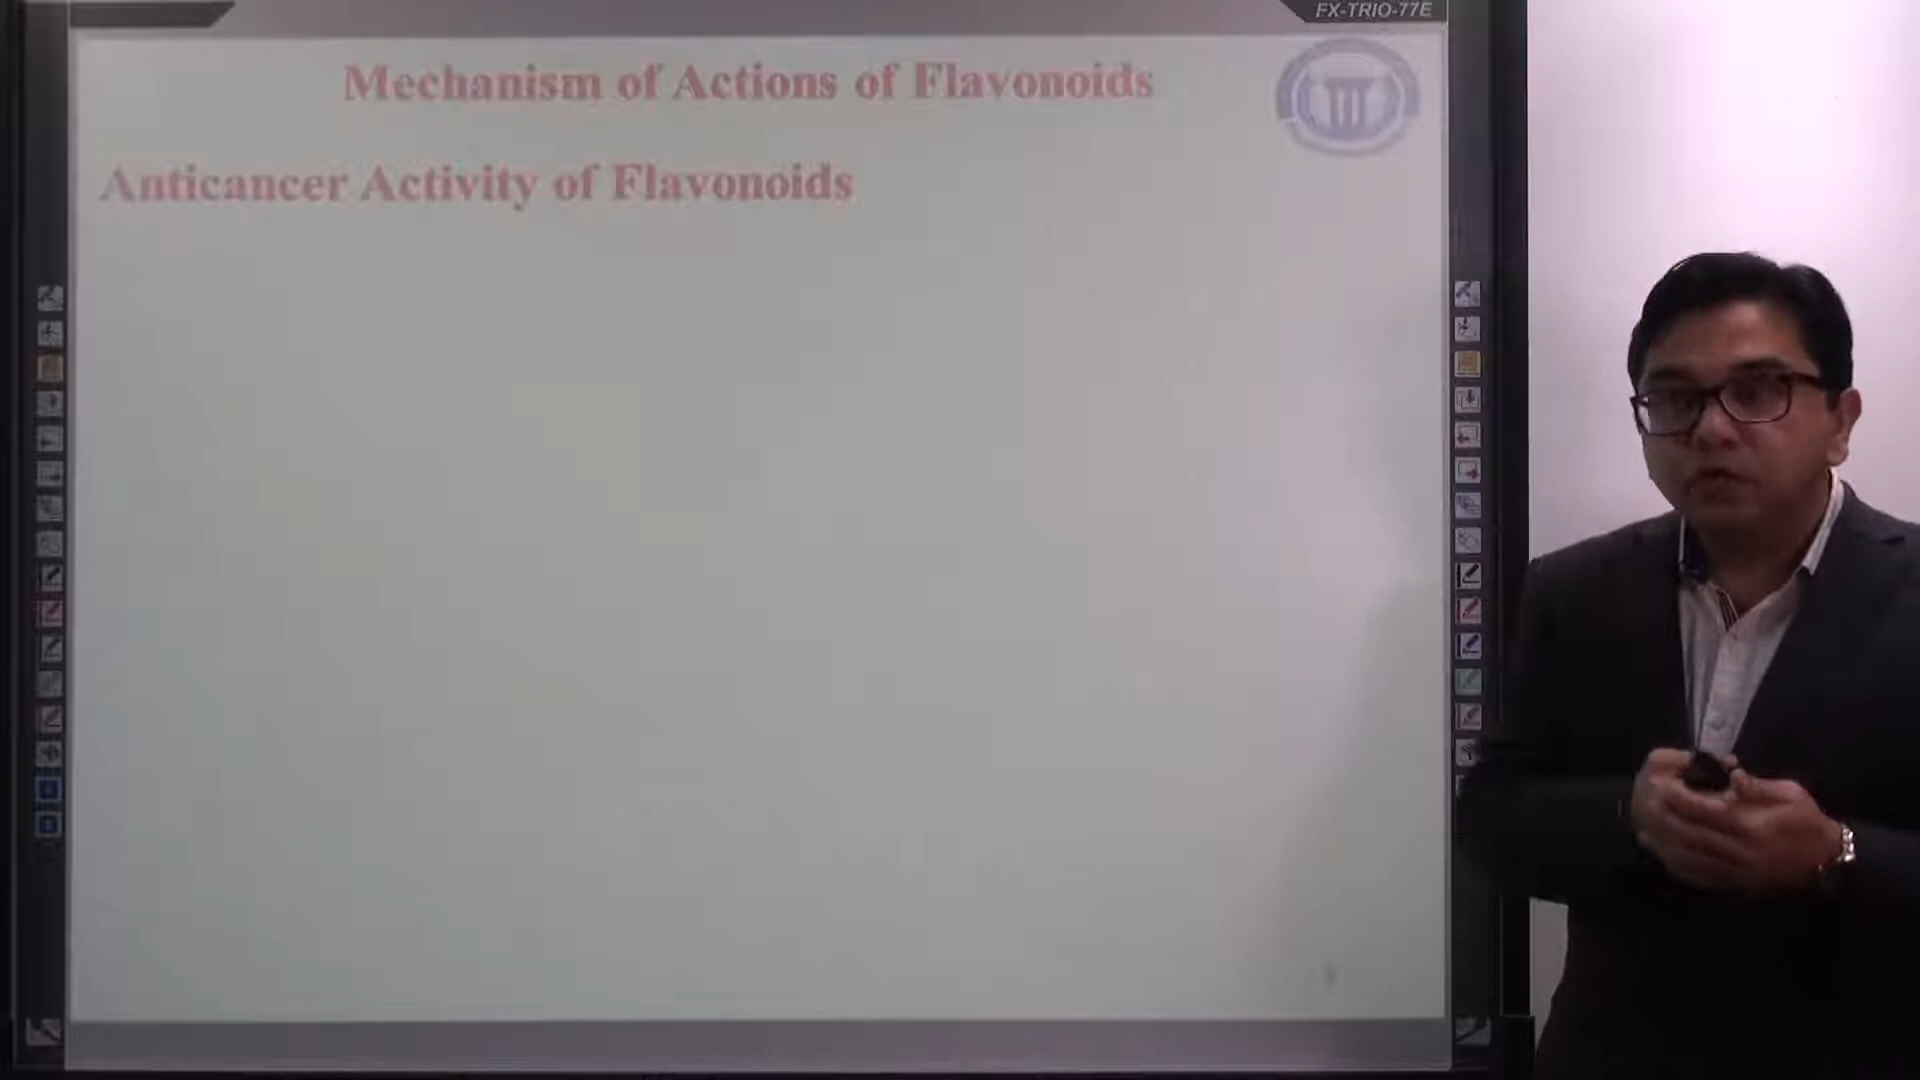 FX-TRIO-77E
Mechanism of Actions of Flavonoids
Anticancer Activity of Flavonoids